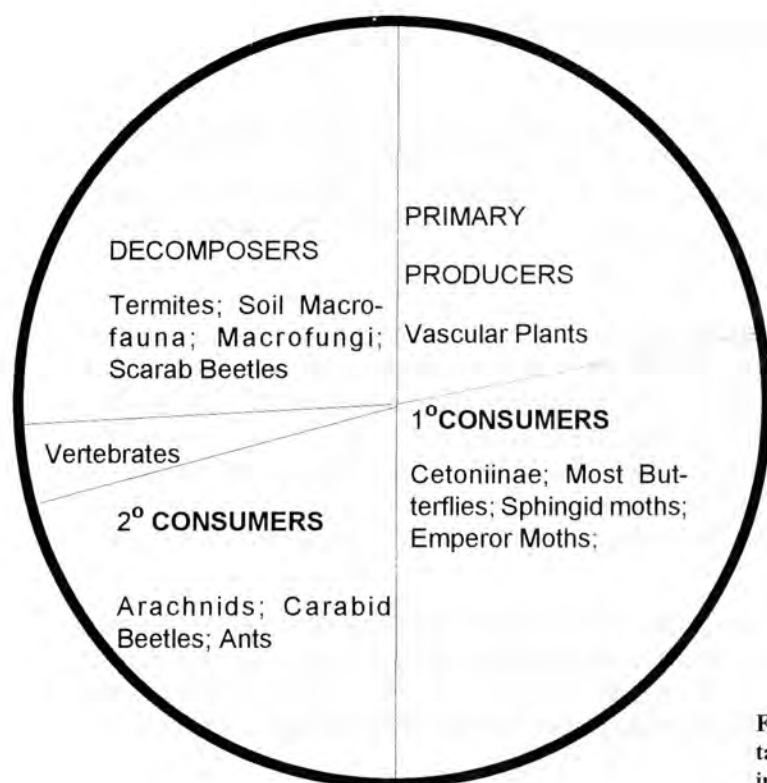 DECOMPOSERS
Termites; Soil Macro-
fauna; Macrofungi;
Scarab Beetles
PRIMARY
PRODUCERS
Vascular Plants
Vertebrates
1° CONSUMERS
Cetoniinae; Most But-
terflies; Sphingid moths;
Emperor Moths;
2° CONSUMERS
Arachnids; Carabid
Beetles; Ants